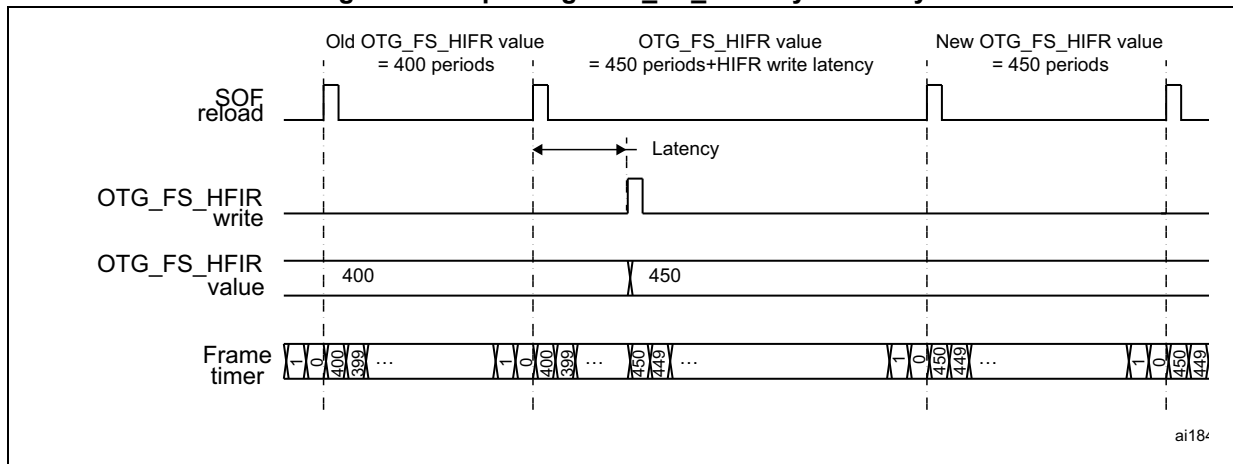 Old OTG_FS_HIFR value
= 400 periods
OTG_FS_HIFR value
= 450 periods+HIFR write latency
New OTG_FS_HIFR value
= 450 periods
SOF
reload
Latency
OTG_FS_HFIR
write
OTG_FS_HFIR
value
400
450
Frame
timer
1 0 400 399 ... 1 0 400 399 ... 450 449 ... 1 0 450 449 ... 1 0 450 449